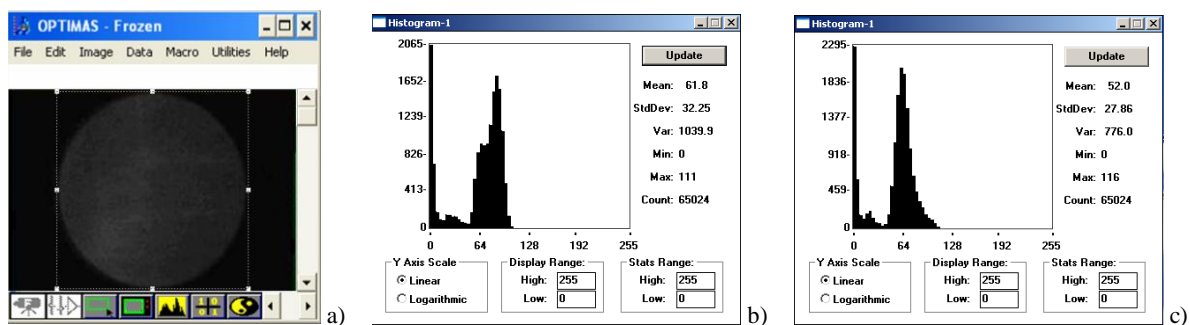 OPTIMAS - Frozen
File Edit Image Data Macro Utilities Help
a)
Histogram-1
2065-
1652-
1239-
826-
413-
0
0 64 128 192 255
Update
Mean: 61.8
StdDev: 32.25
Var: 1039.9
Min: 0
Max: 111
Count: 65024
Y Axis Scale
Linear
Logarithmic
Display Range:
High: 255
Low: 0
Stats Range:
High: 255
Low: 0
b)
Histogram-1
2295-
1836-
1377-
918-
459-
0
0 64 128 192 255
Update
Mean: 52.0
StdDev: 27.86
Var: 776.0
Min: 0
Max: 116
Count: 65024
Y Axis Scale
Linear
Logarithmic
Display Range:
High: 255
Low: 0
Stats Range:
High: 255
Low: 0
c)